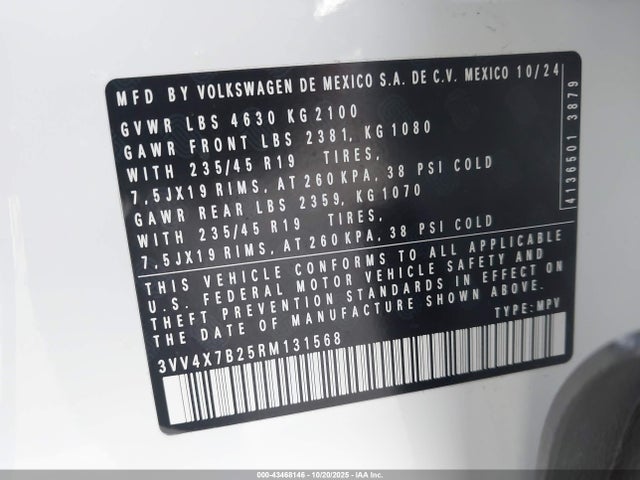 MFD BY VOLKSWAGEN DE MEXICO S.A. DE C.V. MEXICO 10/24
GVWR LBS 4630 KG 2100
GAWR FRONT LBS 2381, KG 1080
WITH 235/45 R19 TIRES,
7,5JX19 RIMS, AT 260 KPA, 38 PSI COLD
GAWR REAR LBS 2359, KG 1070
WITH 235/45 R19 TIRES,
7,5JX19 RIMS, AT 260 KPA, 38 PSI COLD
THIS VEHICLE CONFORMS TO ALL APPLICABLE
U.S. FEDERAL MOTOR VEHICLE SAFETY AND
THEFT PREVENTION STANDARDS IN EFFECT ON
THE DATE OF MANUFACTURE SHOWN ABOVE.
TYPE: MPV
3VV4X7B25RM131568
4136501 3879
000-43468146 - 10/20/2025 - IAA Inc.